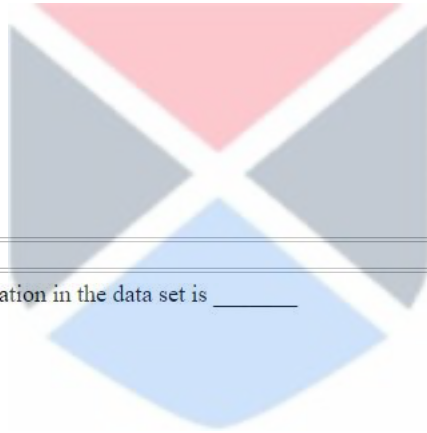 ation in the data set is _______